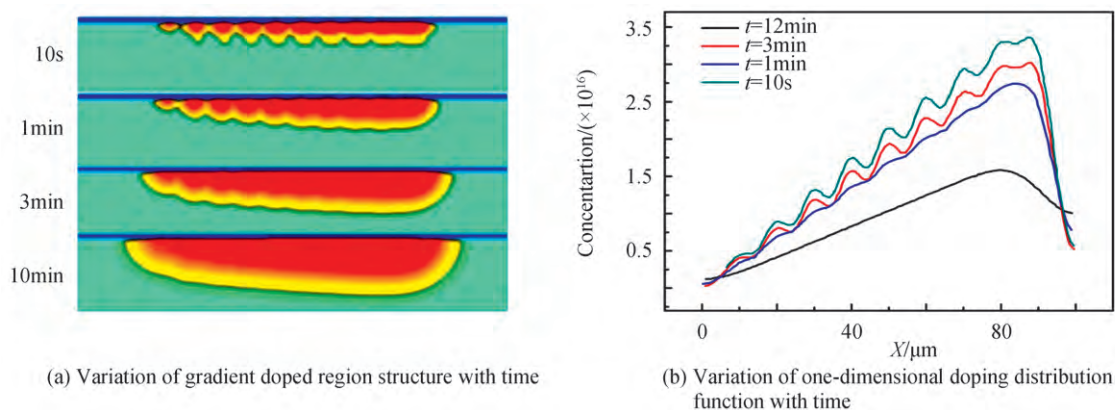 10s
1min
3min
10min
(a) Variation of gradient doped region structure with time
3.5
2.5
1.5
0.5
Concentartion/(×10¹⁶)
t=12min
t=3min
t=1min
t=10s
0
40
80
X/μm
(b) Variation of one-dimensional doping distribution
function with time